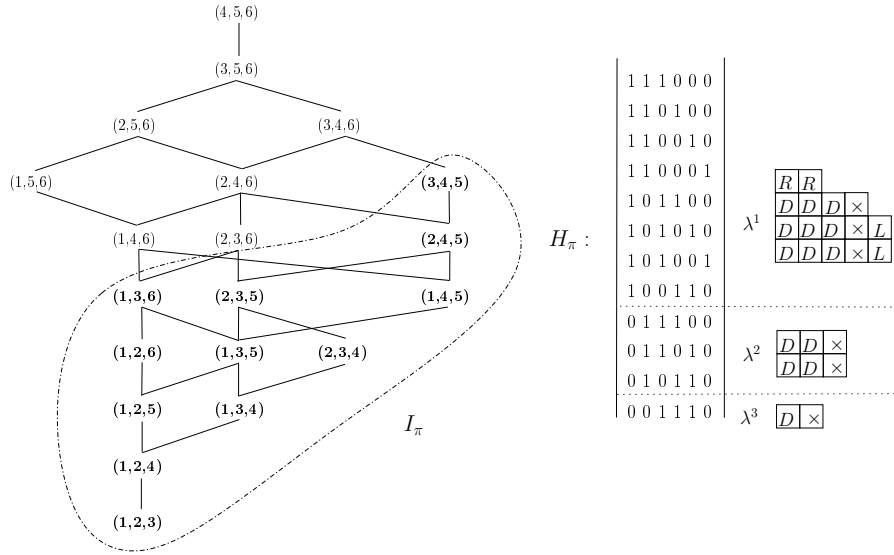 (4,5,6)
(3,5,6)
(2,5,6) (3,4,6)
(1,5,6) (2,4,6) (3,4,5)
(1,4,6) (2,3,6) (2,4,5)
(1,3,6) (2,3,5) (1,4,5)
(1,2,6) (1,3,5) (2,3,4)
(1,2,5) (1,3,4)
(1,2,4)
(1,2,3)
I_π
H_π :
1 1 1 0 0 0
1 1 0 1 0 0
1 1 0 0 1 0
1 1 0 0 0 1
1 0 1 1 0 0
1 0 1 0 1 0
1 0 1 0 0 1
1 0 0 1 1 0
0 1 1 1 0 0
0 1 1 0 1 0
0 1 0 1 1 0
0 0 1 1 1 0
λ¹
R R
D D D ×
D D D × L
D D D × L
λ²
D D ×
D D ×
λ³
D ×